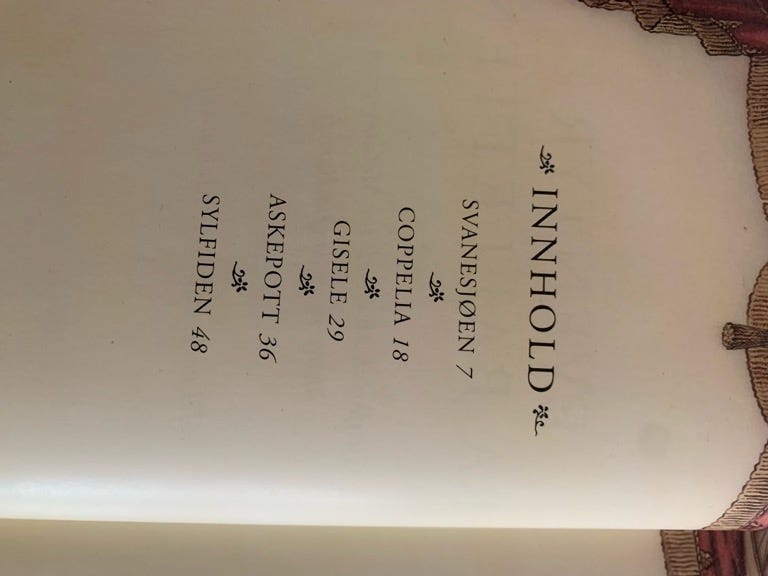 INNHOLD
SVANESJØEN 7
COPPELIA 18
GISELE 29
ASKEPOTT 36
SYLFIDEN 48